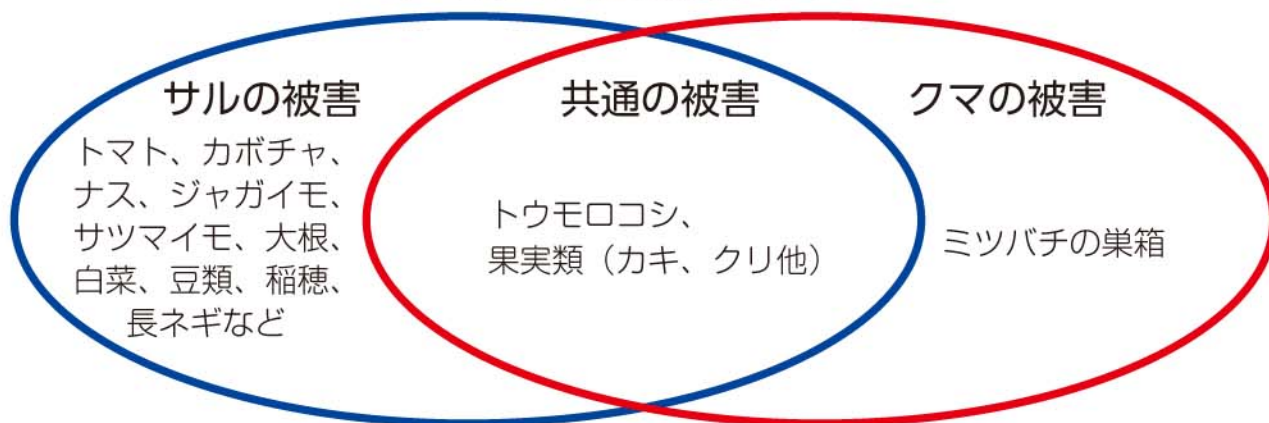 サルの被害
トマト、カボチャ、
ナス、ジャガイモ、
サツマイモ、大根、
白菜、豆類、稲穂、
長ネギなど
共通の被害
トウモロコシ、
果実類（カキ、クリ他）
クマの被害
ミツバチの巣箱